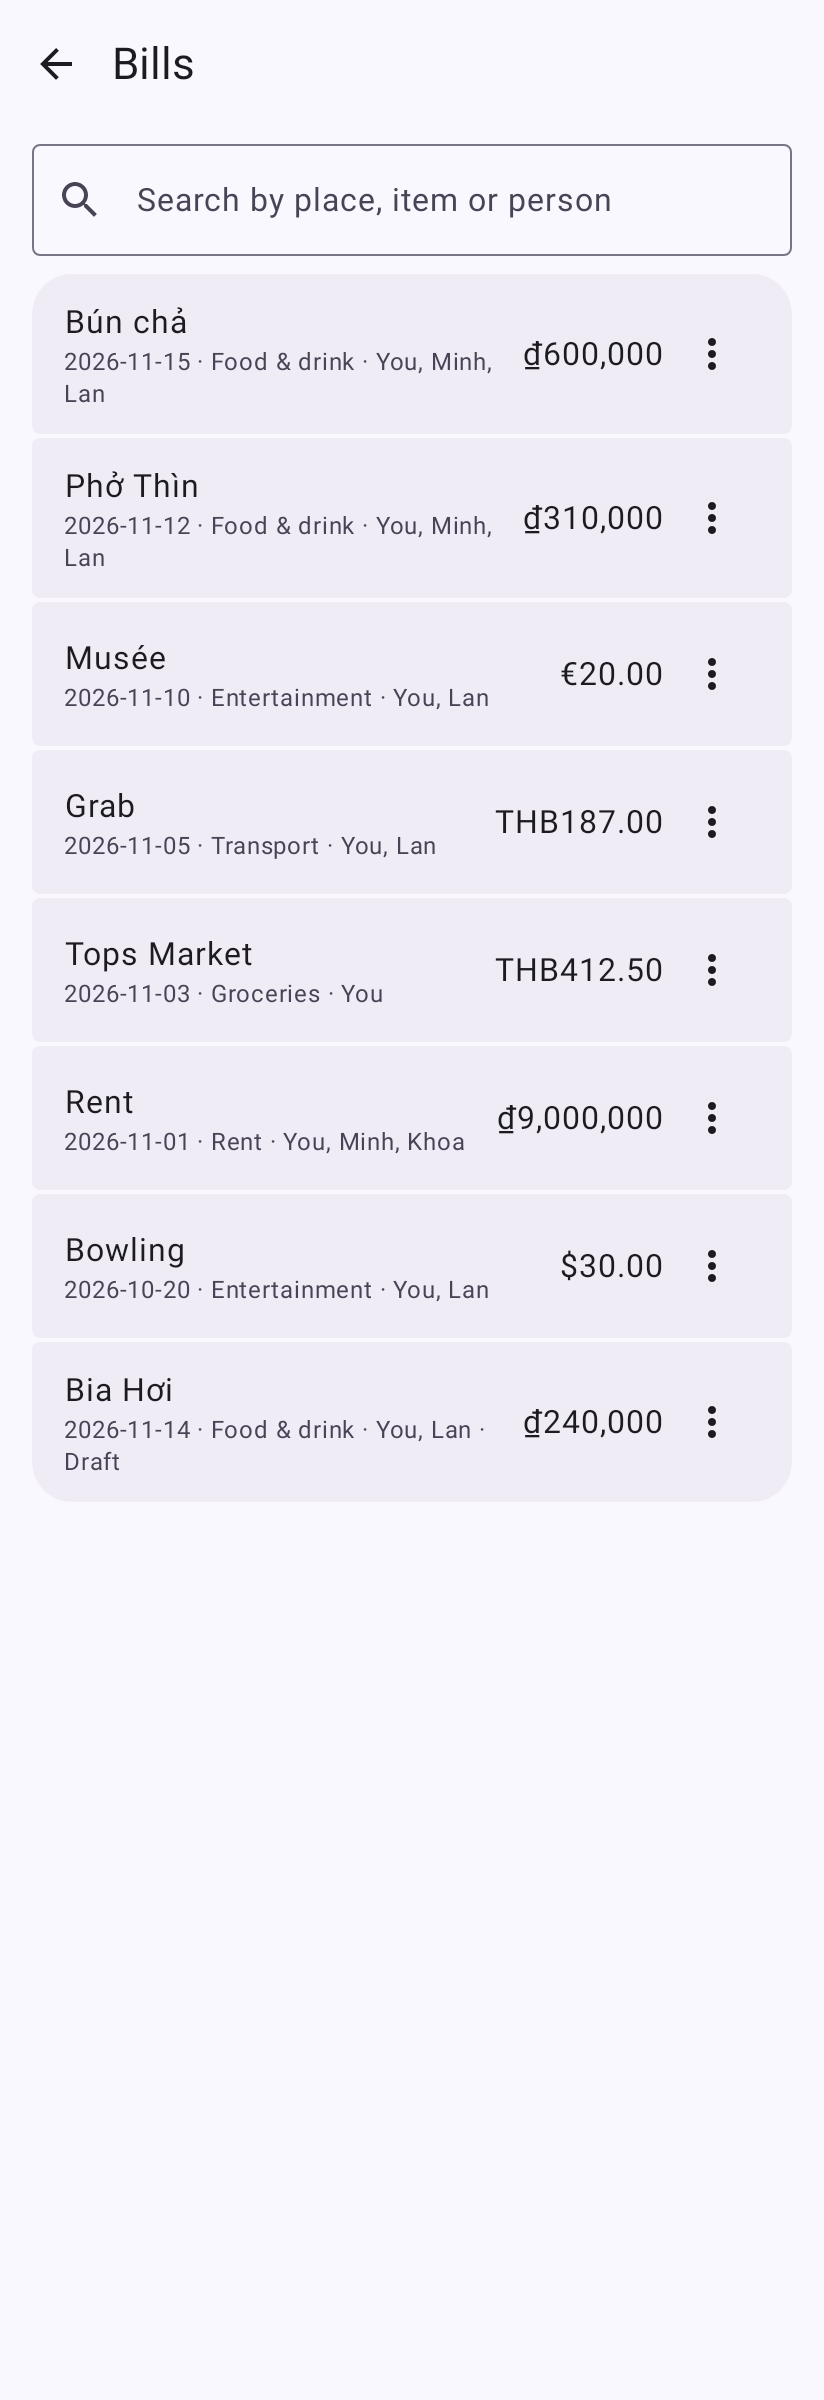 Bills
Search by place, item or person
Bún chả
2026-11-15 · Food & drink · You, Minh,
Lan
₫600,000
Phở Thìn
2026-11-12 · Food & drink · You, Minh,
Lan
₫310,000
Musée
2026-11-10 · Entertainment · You, Lan
€20.00
Grab
2026-11-05 · Transport · You, Lan
THB187.00
Tops Market
2026-11-03 · Groceries · You
THB412.50
Rent
2026-11-01 · Rent · You, Minh, Khoa
₫9,000,000
Bowling
2026-10-20 · Entertainment · You, Lan
$30.00
Bia Hơi
2026-11-14 · Food & drink · You, Lan ·
Draft
₫240,000